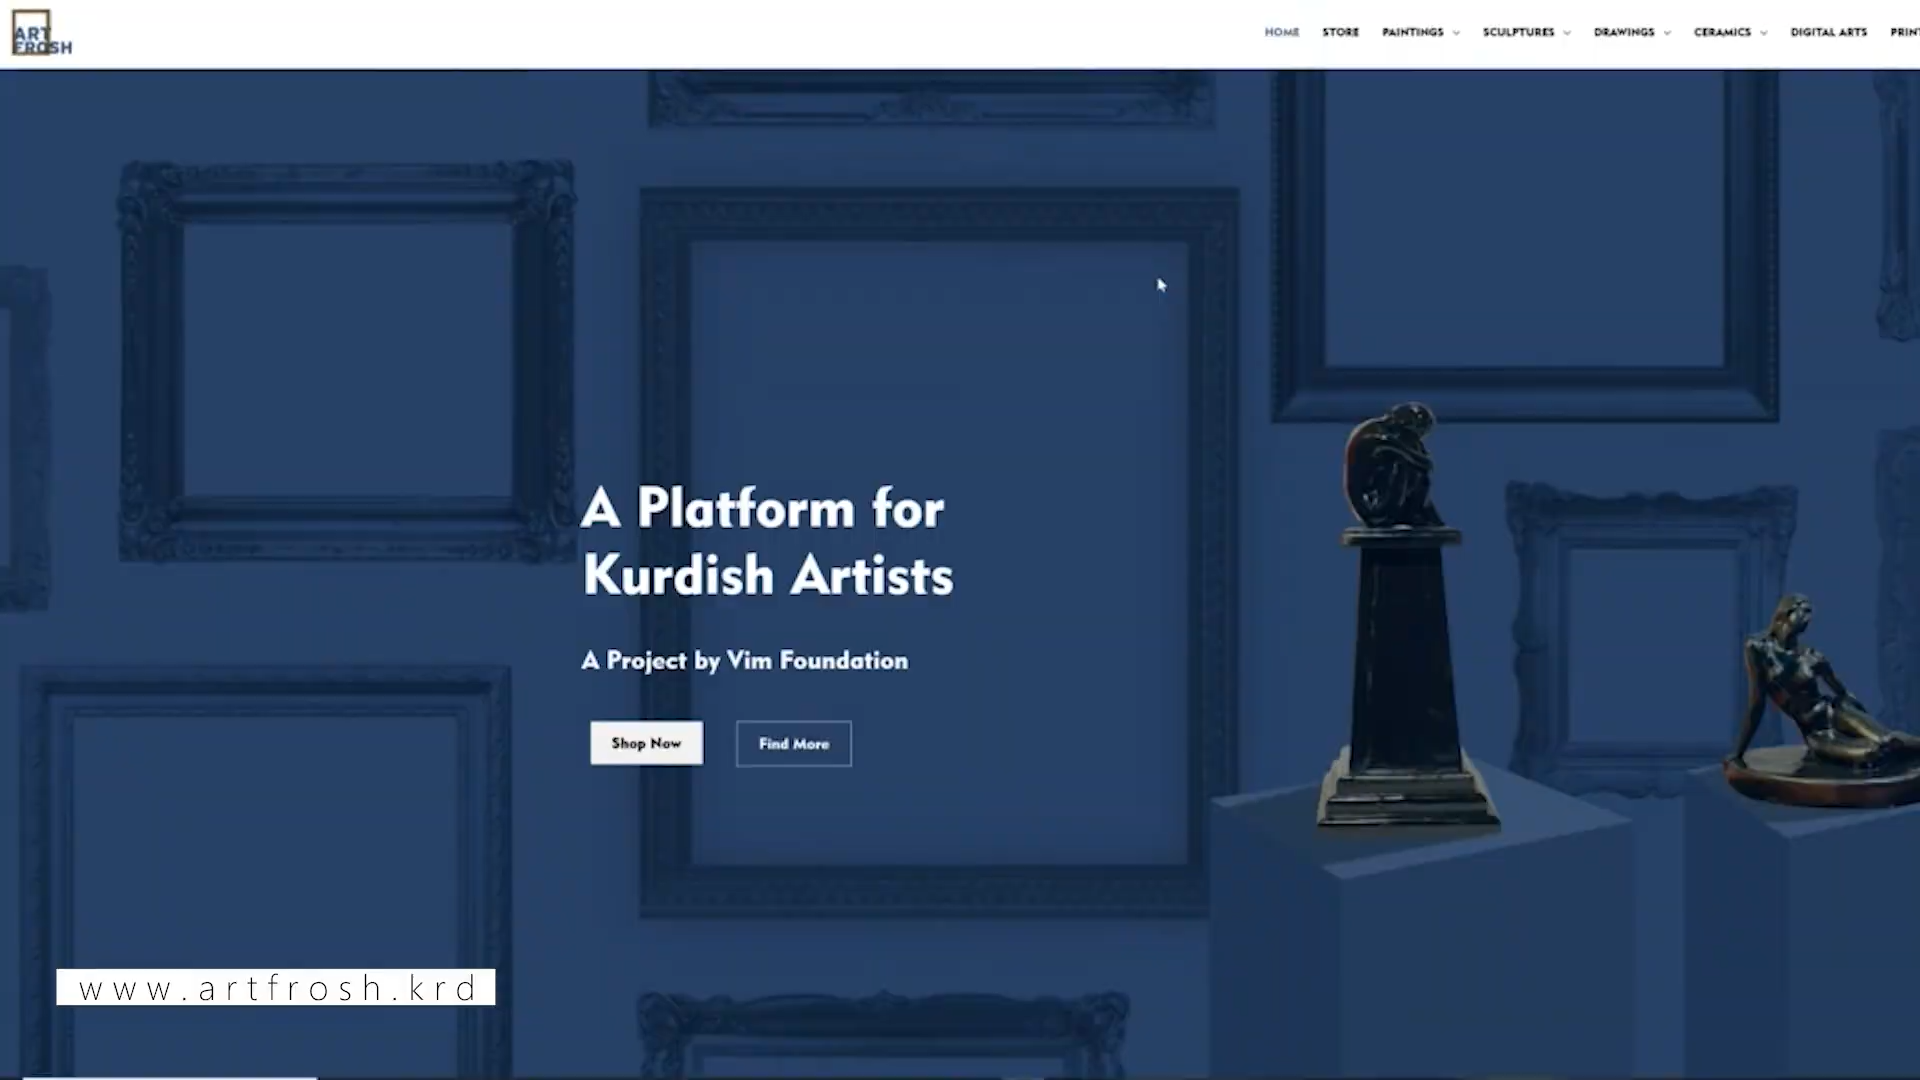 ART
FROSH
HOME STORE PAINTINGS SCULPTURES DRAWINGS CERAMICS DIGITAL ARTS PRINT
A Platform for
Kurdish Artists
A Project by Vim Foundation
Shop Now Find More
www.artfrosh.krd